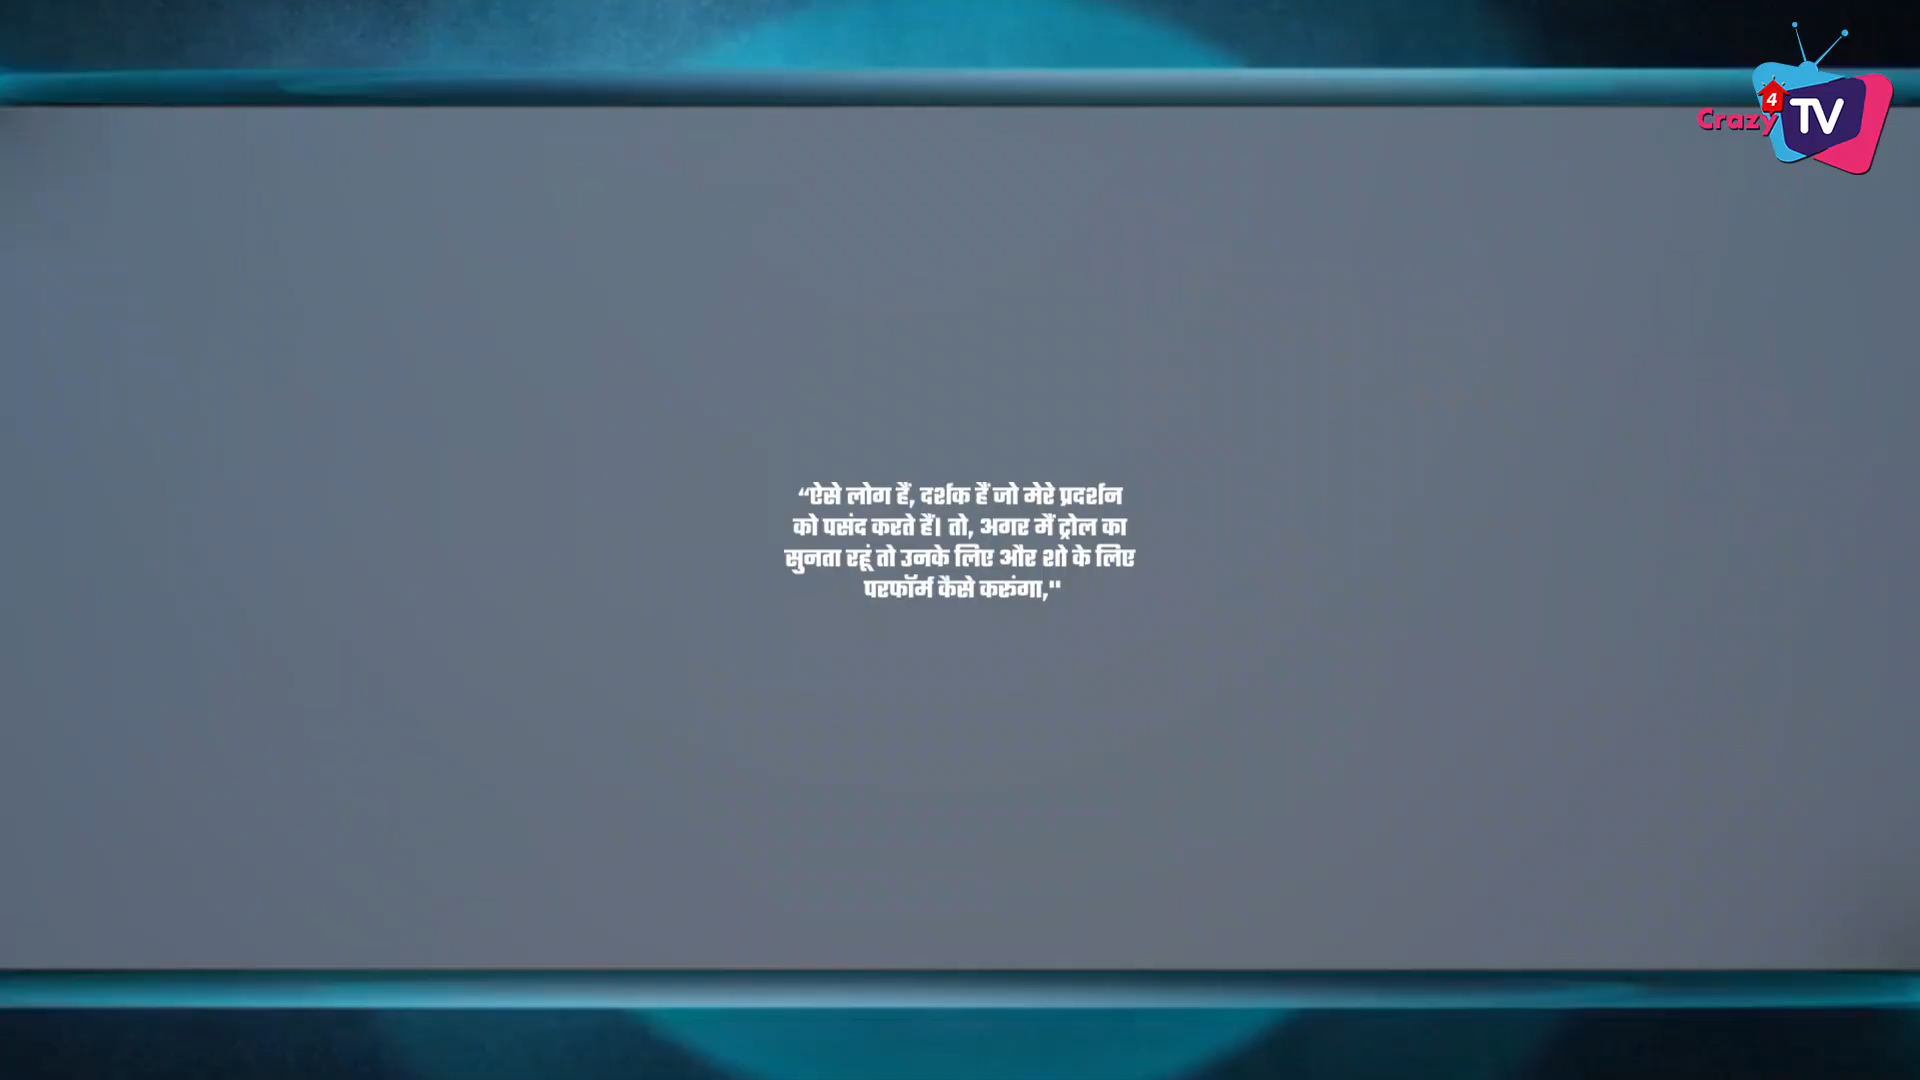 Crazy 4 TV
“ऐसे लोग हैं, दर्शक हैं जो मेरे प्रदर्शन
को पसंद करते हैं। तो, अगर मैं ट्रोल का
सुनता रहूं तो उनके लिए और शो के लिए
परफॉर्म कैसे करूंगा,"